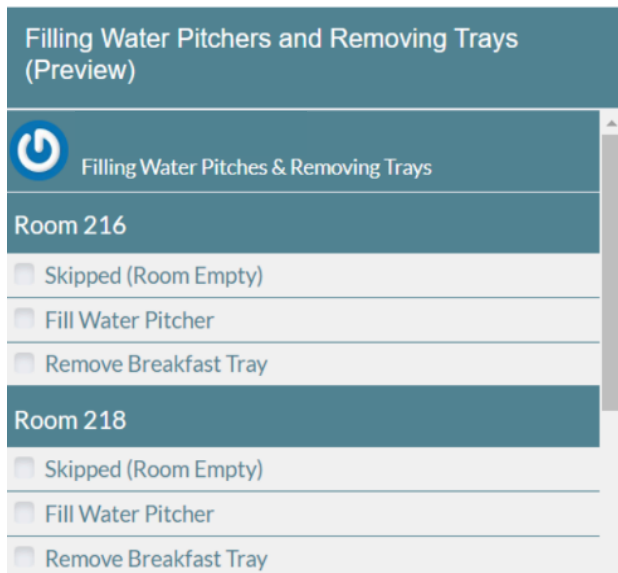 Filling Water Pitchers and Removing Trays
(Preview)
Filling Water Pitches & Removing Trays
Room 216
Skipped (Room Empty)
Fill Water Pitcher
Remove Breakfast Tray
Room 218
Skipped (Room Empty)
Fill Water Pitcher
Remove Breakfast Tray